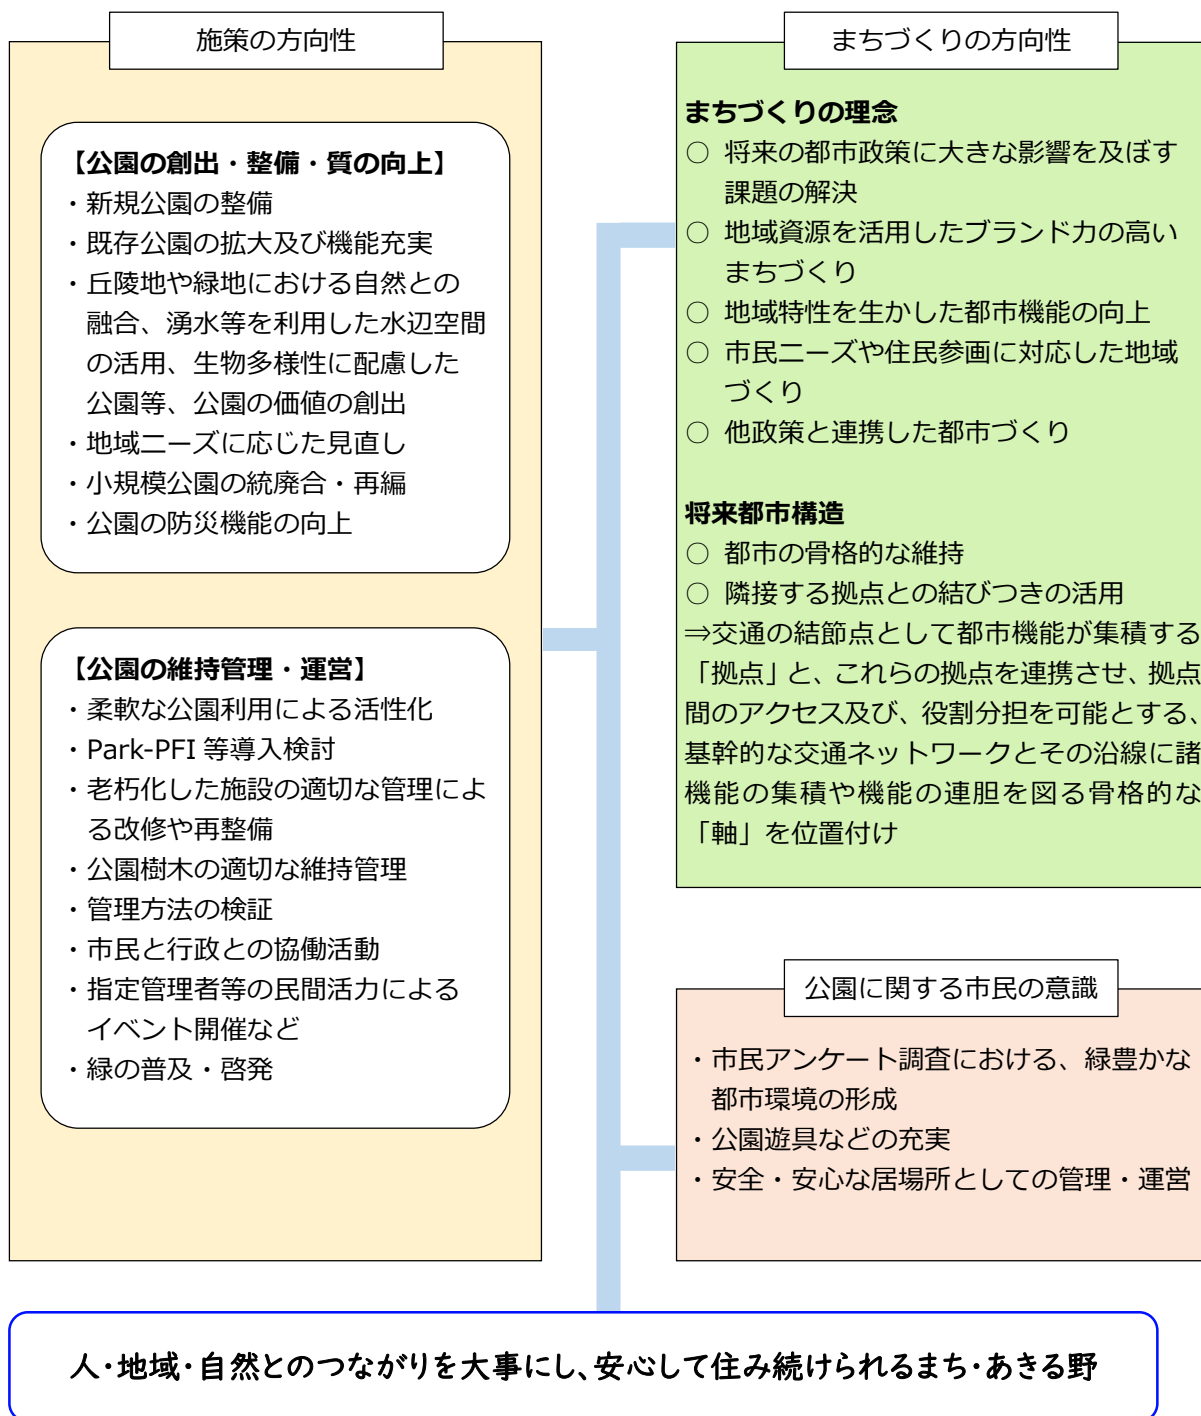 施策の方向性
【公園の創出・整備・質の向上】
・新規公園の整備
・既存公園の拡大及び機能充実
・丘陵地や緑地における自然との
融合、湧水等を利用した水辺空間
の活用、生物多様性に配慮した
公園等、公園の価値の創出
・地域ニーズに応じた見直し
・小規模公園の統廃合・再編
・公園の防災機能の向上
【公園の維持管理・運営】
・柔軟な公園利用による活性化
・Park-PFI 等導入検討
・老朽化した施設の適切な管理によ
る改修や再整備
・公園樹木の適切な維持管理
・管理方法の検証
・市民と行政との協働活動
・指定管理者等の民間活力による
イベント開催など
・緑の普及・啓発
まちづくりの方向性
まちづくりの理念
○ 将来の都市政策に大きな影響を及ぼす
課題の解決
○ 地域資源を活用したブランド力の高い
まちづくり
○ 地域特性を生かした都市機能の向上
○ 市民ニーズや住民参画に対応した地域
づくり
○ 他政策と連携した都市づくり
将来都市構造
○ 都市の骨格的な維持
○ 隣接する拠点との結びつきの活用
⇒交通の結節点として都市機能が集積する
「拠点」と、これらの拠点を連携させ、拠点
間のアクセス及び、役割分担を可能とする、
基幹的な交通ネットワークとその沿線に諸
機能の集積や機能の連胆を図る骨格的な
「軸」を位置付け
公園に関する市民の意識
・市民アンケート調査における、緑豊かな
都市環境の形成
・公園遊具などの充実
・安全・安心な居場所としての管理・運営
人・地域・自然とのつながりを大事にし、安心して住み続けられるまち・あきる野